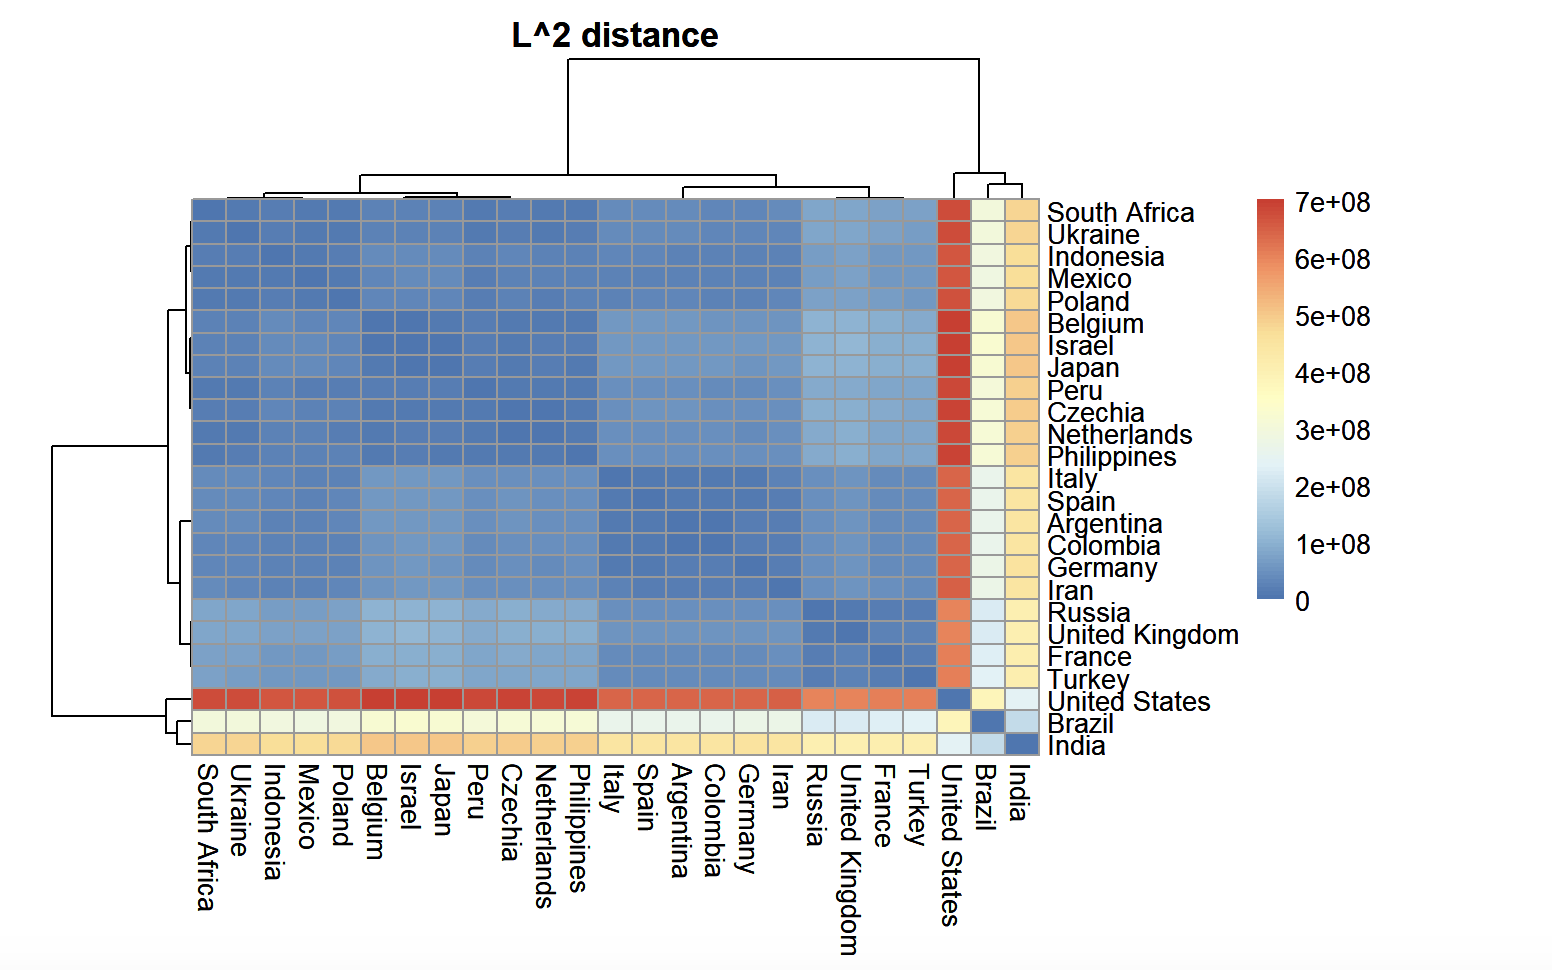 L^2 distance
South Africa
Ukraine
Indonesia
Mexico
Poland
Belgium
Israel
Japan
Peru
Czechia
Netherlands
Philippines
Italy
Spain
Argentina
Colombia
Germany
Iran
Russia
United Kingdom
France
Turkey
United States
Brazil
India
7e+08
6e+08
5e+08
4e+08
3e+08
2e+08
1e+08
0
South Africa
Ukraine
Indonesia
Mexico
Poland
Belgium
Israel
Japan
Peru
Czechia
Netherlands
Philippines
Italy
Spain
Argentina
Colombia
Germany
Iran
Russia
United Kingdom
France
Turkey
United States
Brazil
India